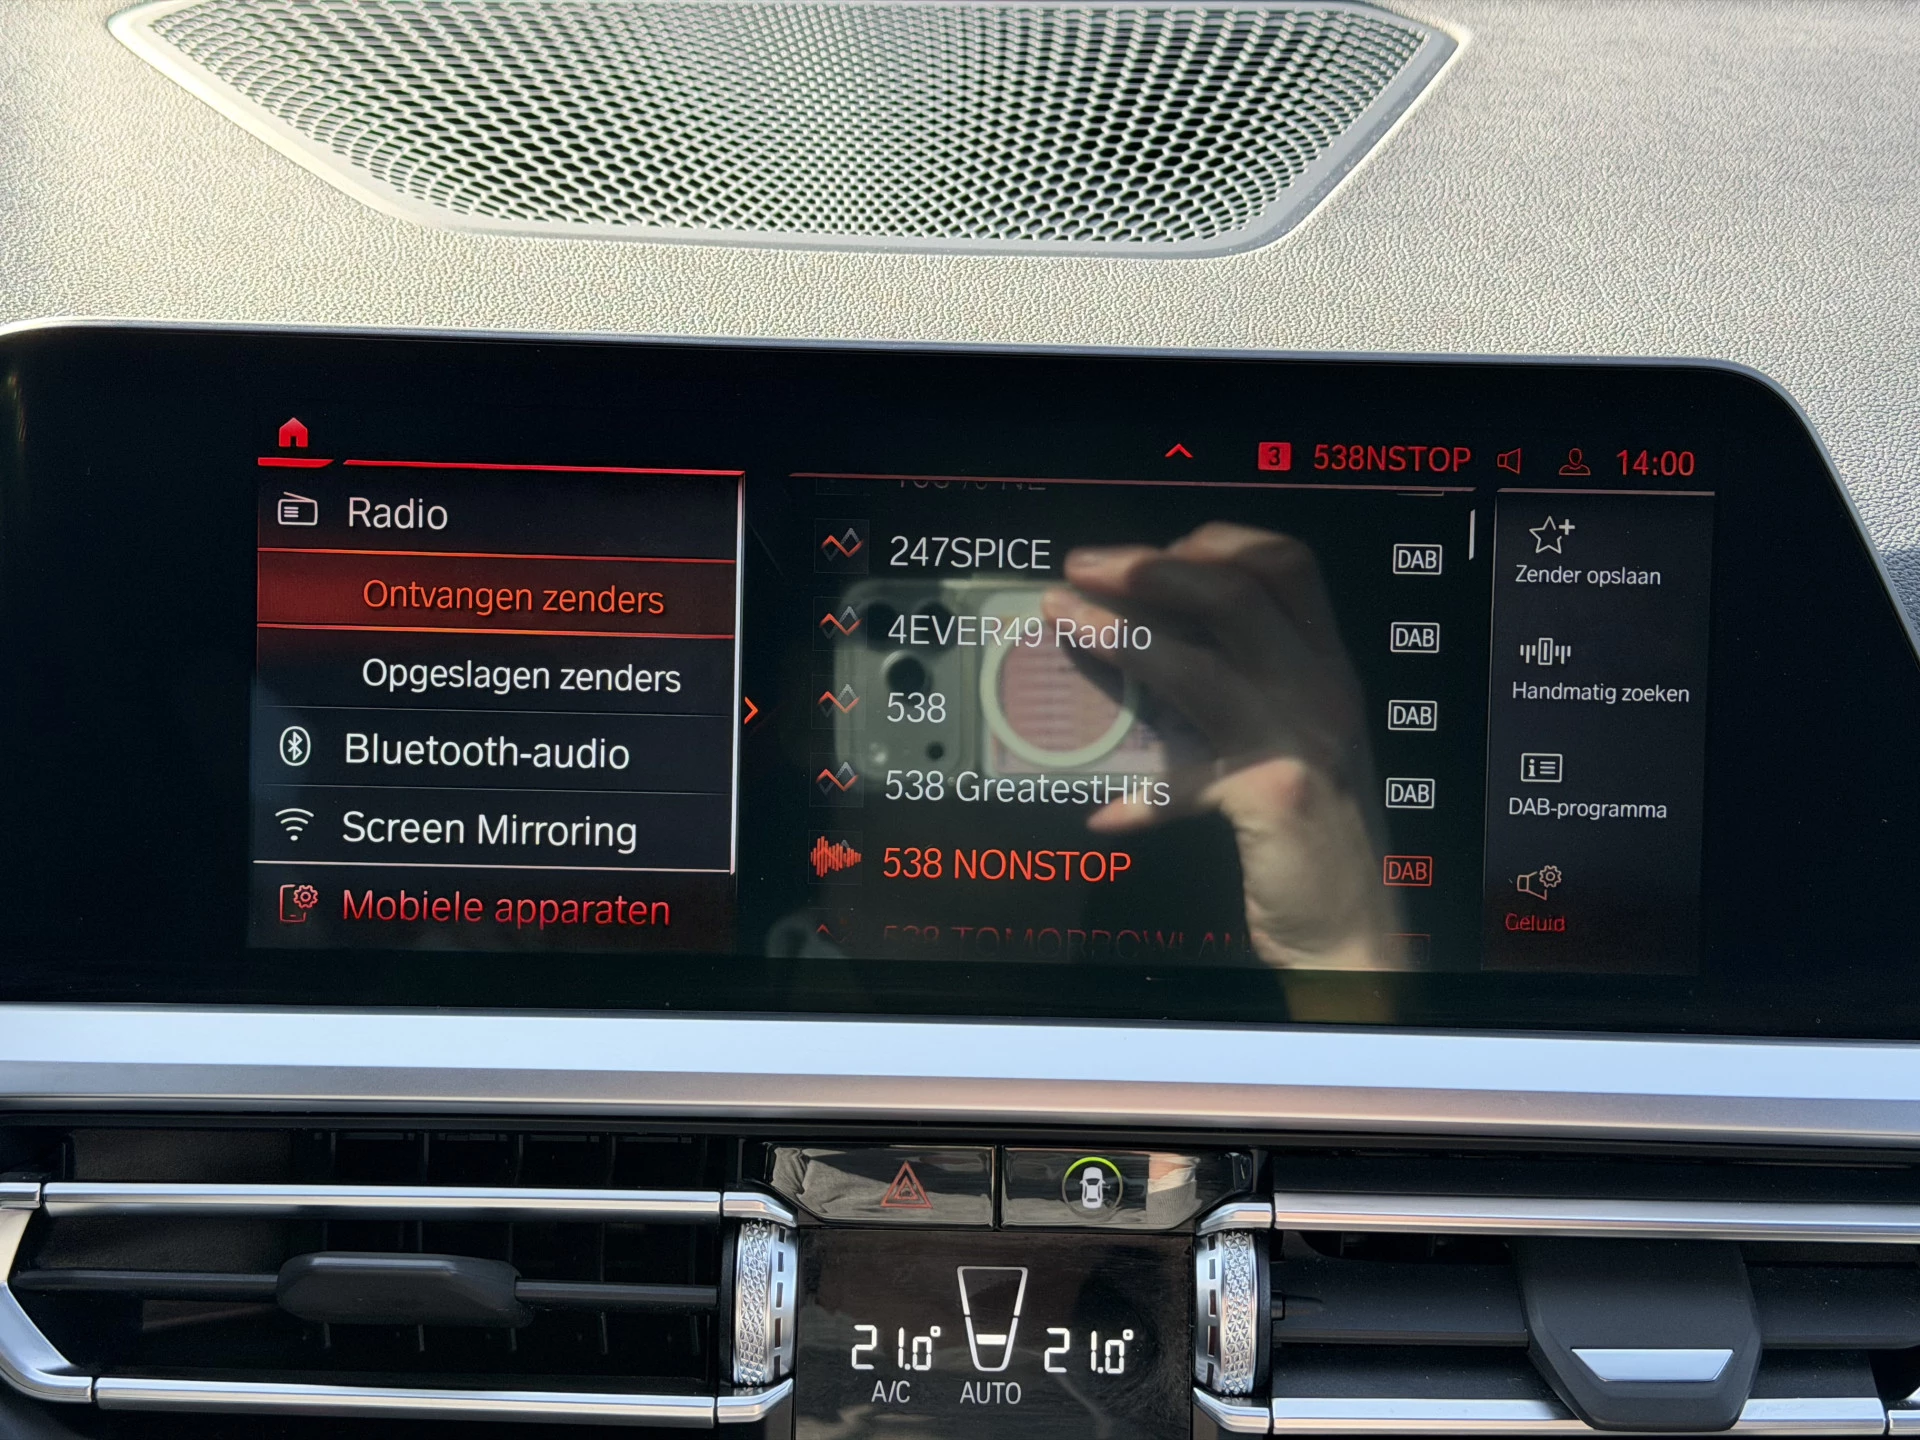 3 538NSTOP 14:00
Radio
Ontvangen zenders
Opgeslagen zenders
Bluetooth-audio
Screen Mirroring
Mobiele apparaten
247SPICE DAB
4EVER49 Radio DAB
538 DAB
538 GreatestHits DAB
538 NONSTOP DAB
Zender opslaan
Handmatig zoeken
DAB-programma
Geluid
21.0° 21.0°
A/C AUTO